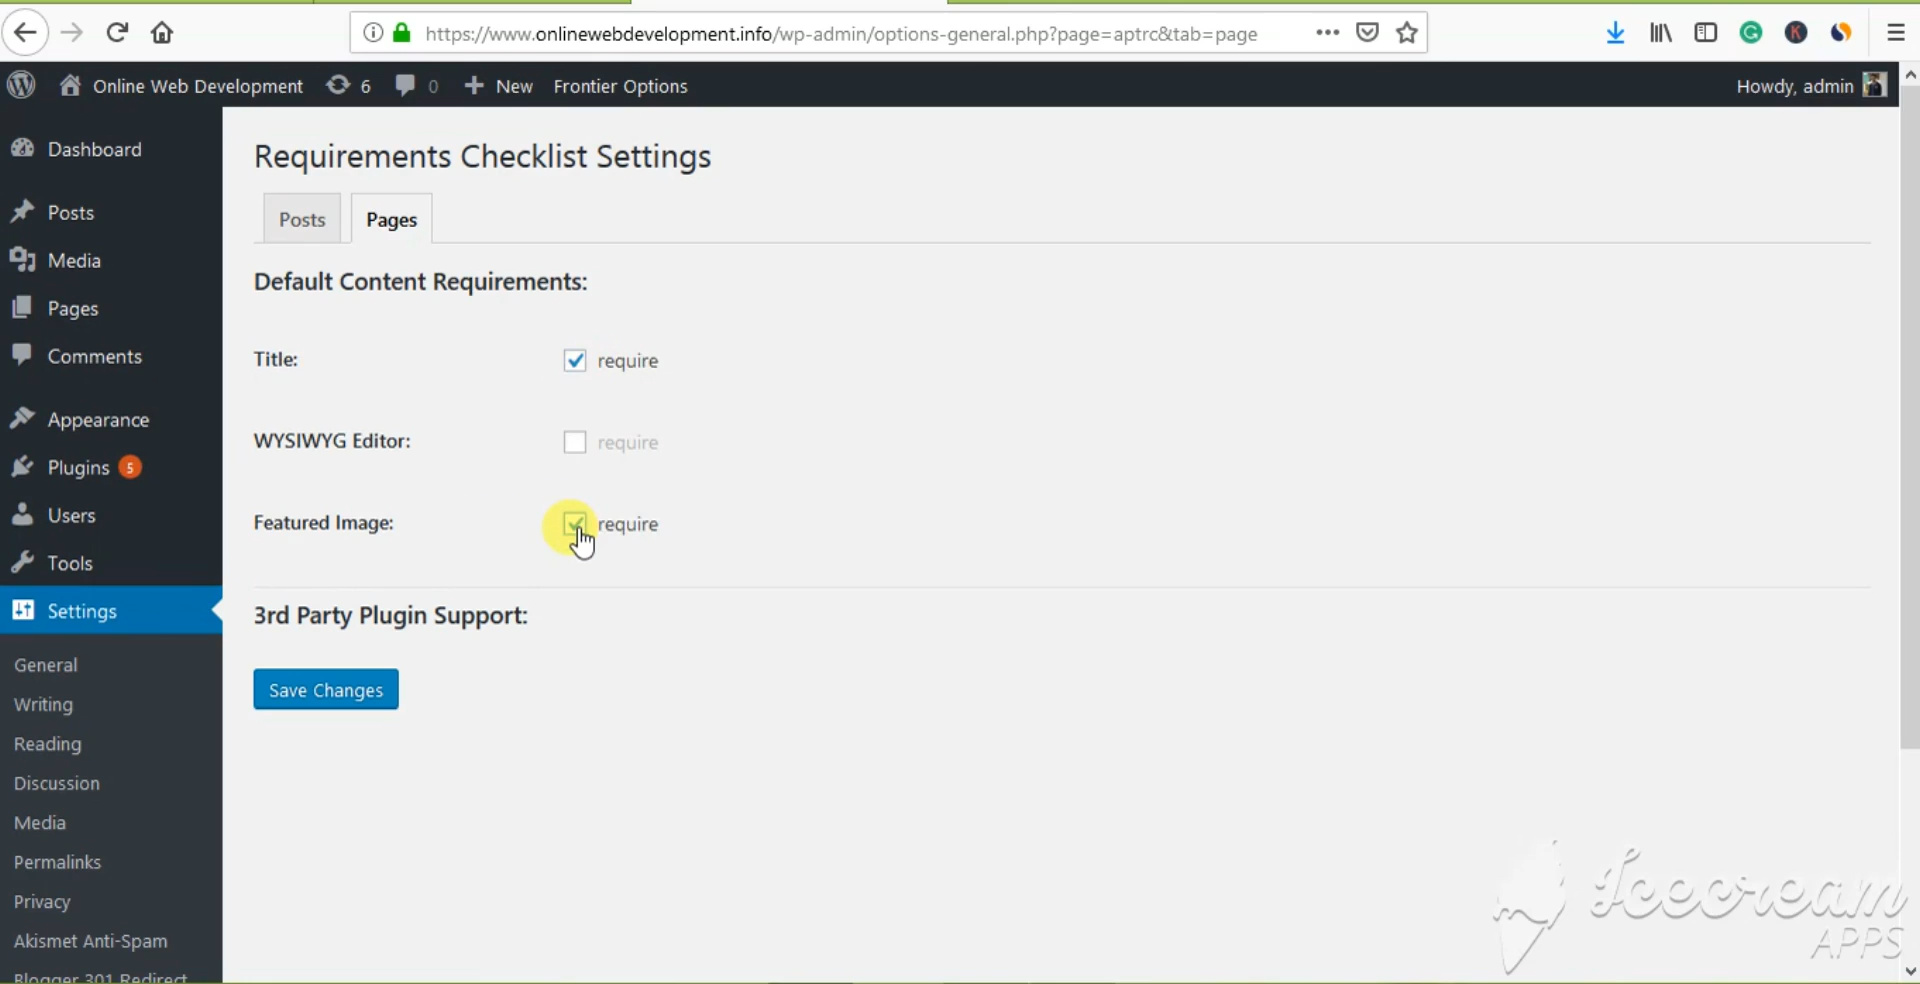 https://www.onlinewebdevelopment.info/wp-admin/options-general.php?page=aptrc&tab=page
G
K
Online Web Development
6
0
New
Frontier Options
Howdy, admin
Dashboard
Posts
Media
Pages
Comments
Appearance
Plugins 5
Users
Tools
Settings
General
Writing
Reading
Discussion
Media
Permalinks
Privacy
Akismet Anti-Spam
Blogger 301 Redirect
Requirements Checklist Settings
Posts
Pages
Default Content Requirements:
Title:
require
WYSIWYG Editor:
require
Featured Image:
require
3rd Party Plugin Support:
Save Changes
Icecream
APPS